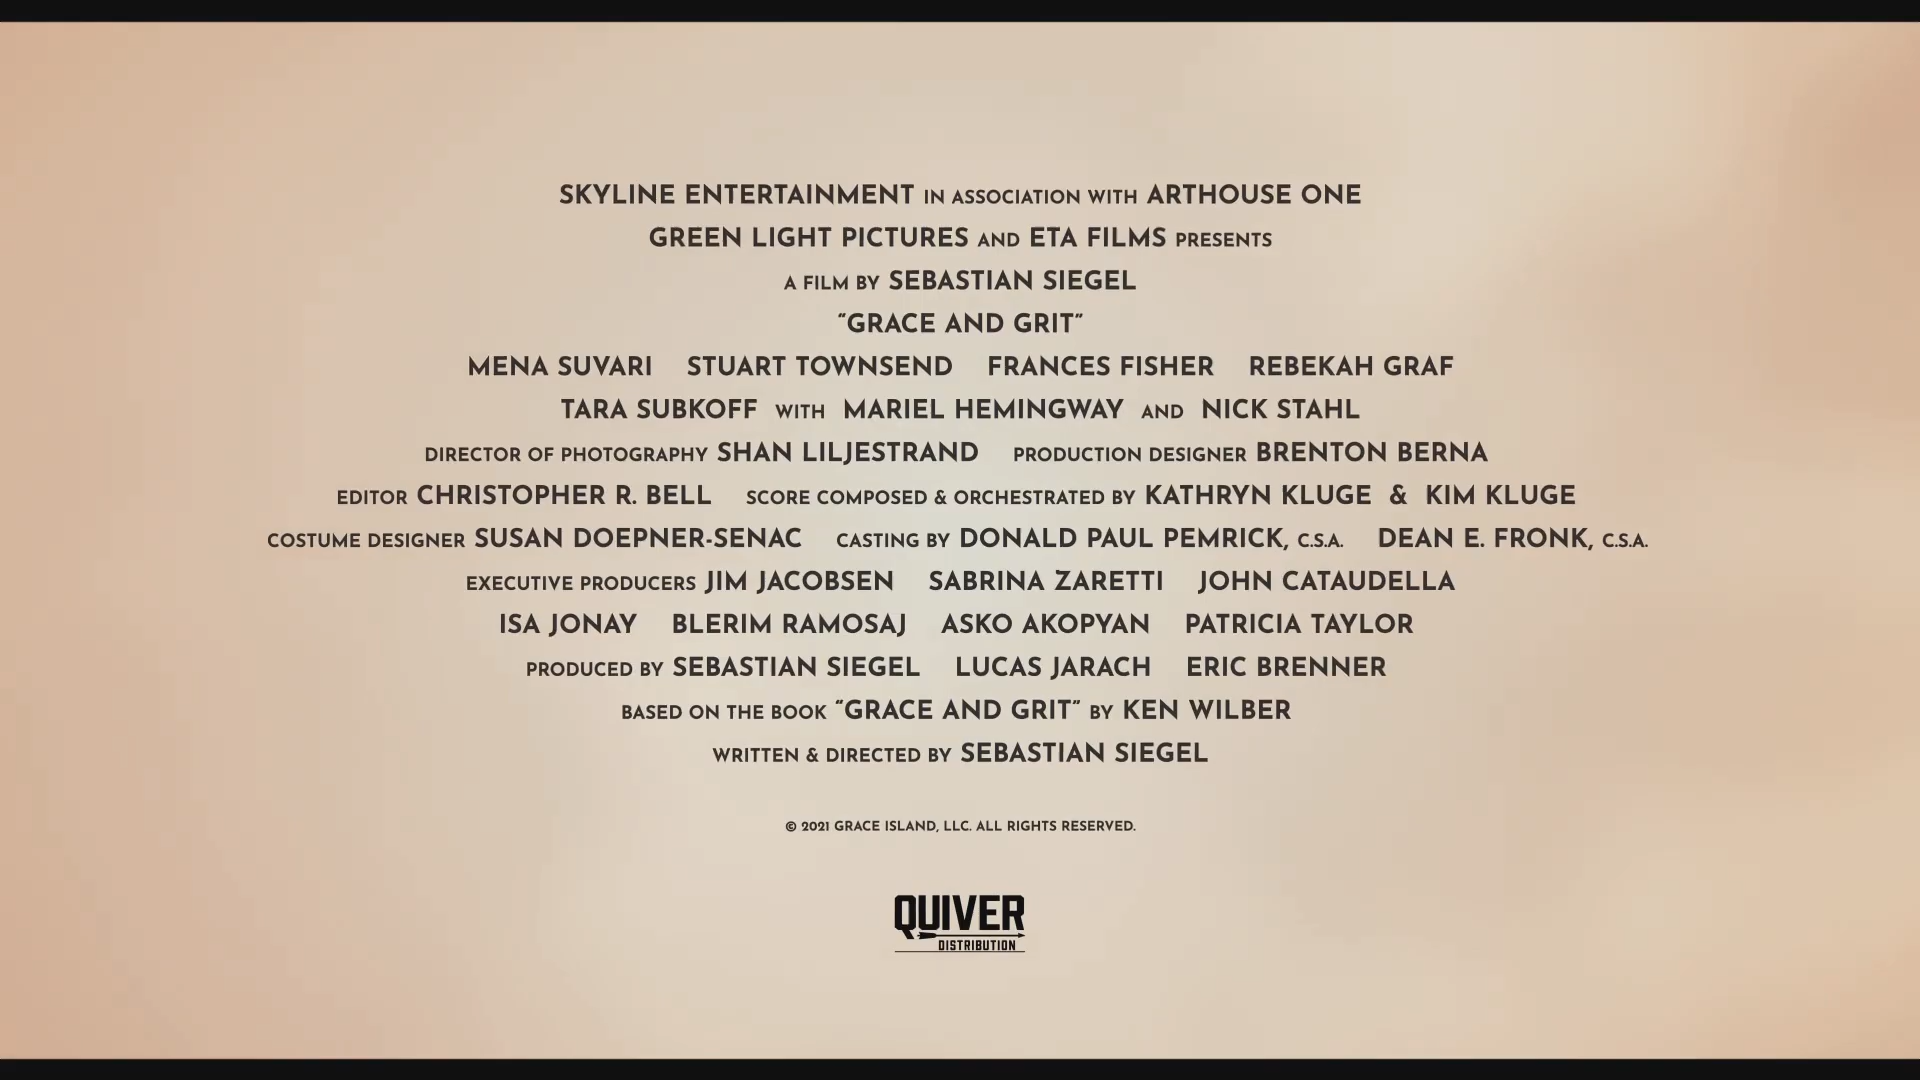 SKYLINE ENTERTAINMENT IN ASSOCIATION WITH ARTHOUSE ONE
GREEN LIGHT PICTURES AND ETA FILMS PRESENTS
A FILM BY SEBASTIAN SIEGEL
“GRACE AND GRIT”
MENA SUVARI STUART TOWNSEND FRANCES FISHER REBEKAH GRAF
TARA SUBKOFF WITH MARIEL HEMINGWAY AND NICK STAHL
DIRECTOR OF PHOTOGRAPHY SHAN LILJESTRAND PRODUCTION DESIGNER BRENTON BERNA
EDITOR CHRISTOPHER R. BELL SCORE COMPOSED & ORCHESTRATED BY KATHRYN KLUGE & KIM KLUGE
COSTUME DESIGNER SUSAN DOEPNER-SENAC CASTING BY DONALD PAUL PEMRICK, C.S.A. DEAN E. FRONK, C.S.A.
EXECUTIVE PRODUCERS JIM JACOBSEN SABRINA ZARETTI JOHN CATAUDELLA
ISA JONAY BLERIM RAMOSAJ ASKO AKOPYAN PATRICIA TAYLOR
PRODUCED BY SEBASTIAN SIEGEL LUCAS JARACH ERIC BRENNER
BASED ON THE BOOK “GRACE AND GRIT” BY KEN WILBER
WRITTEN & DIRECTED BY SEBASTIAN SIEGEL
© 2021 GRACE ISLAND, LLC. ALL RIGHTS RESERVED.
QUIVER
DISTRIBUTION